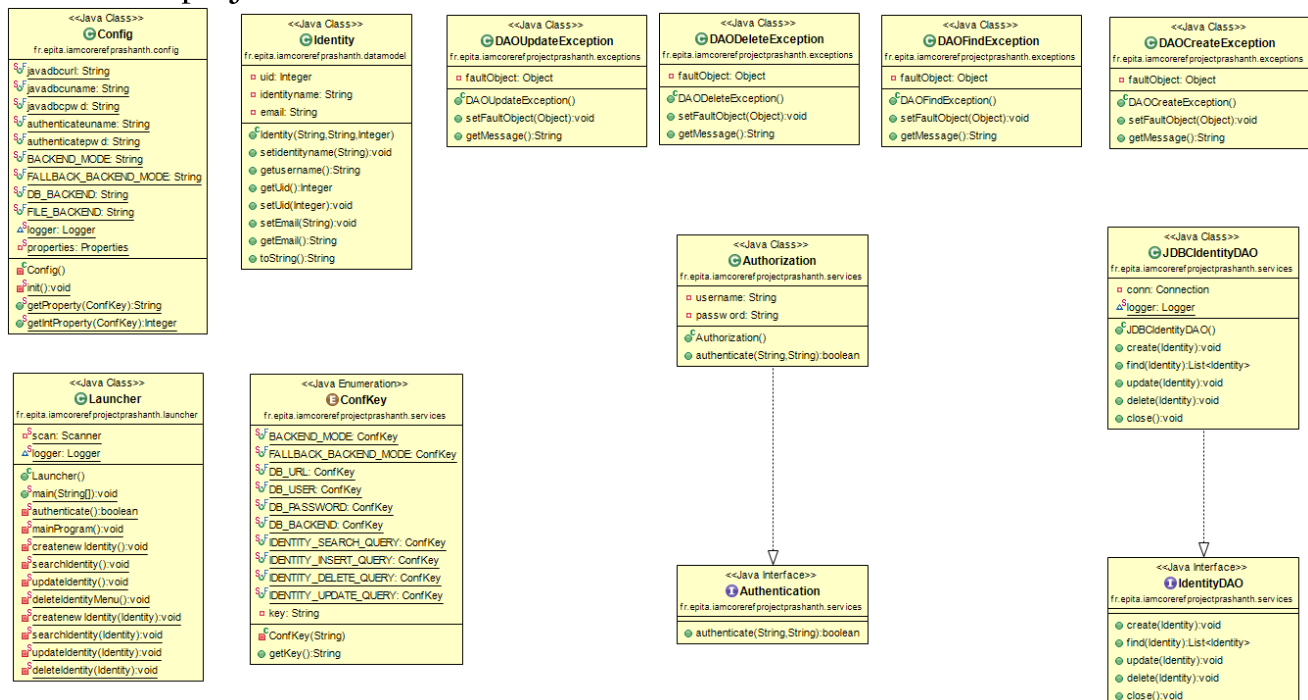 <<Java Class>>
Config
fr.epita.iamcorerefprashanth.config
javadbcurl: String
javadbcuname: String
javadbcpw d: String
authenticateuname: String
authenticatepw d: String
BACKEND_MODE: String
FALLBACK_BACKEND_MODE: String
DB_BACKEND: String
FILE_BACKEND: String
logger: Logger
properties: Properties
Config()
init():void
getProperty(ConfKey):String
getIntProperty(ConfKey):Integer
<<Java Class>>
Identity
fr.epita.iamcorerefprashanth.datamodel
uid: Integer
identityname: String
email: String
Identity(String,String,Integer)
setidentityname(String):void
getusername():String
getUid():Integer
setUid(Integer):void
setEmail(String):void
getEmail():String
toString():String
<<Java Class>>
DAOUpdateException
fr.epita.iamcorerefprojectprashanth.exceptions
faultObject: Object
DAOUpdateException()
setFaultObject(Object):void
getMessage():String
<<Java Class>>
DAODeleteException
fr.epita.iamcorerefprojectprashanth.exceptions
faultObject: Object
DAODeleteException()
setFaultObject(Object):void
getMessage():String
<<Java Class>>
DAOFindException
fr.epita.iamcorerefprojectprashanth.exceptions
faultObject: Object
DAOFindException()
setFaultObject(Object):void
getMessage():String
<<Java Class>>
DAOCreateException
fr.epita.iamcorerefprojectprashanth.exceptions
faultObject: Object
DAOCreateException()
setFaultObject(Object):void
getMessage():String
<<Java Class>>
Authorization
fr.epita.iamcorerefprojectprashanth.services
username: String
password: String
Authorization()
authenticate(String,String):boolean
<<Java Class>>
JDBCIdentityDAO
fr.epita.iamcorerefprojectprashanth.services
conn: Connection
logger: Logger
JDBCIdentityDAO()
create(Identity):void
find(Identity):List<Identity>
update(Identity):void
delete(Identity):void
close():void
<<Java Class>>
Launcher
fr.epita.iamcorerefprojectprashanth.launcher
scan: Scanner
logger: Logger
Launcher()
main(String[]):void
authenticate():boolean
mainProgram():void
createnew Identity():void
searchIdentity():void
updateIdentity():void
deleteIdentityMenu():void
createnew Identity(Identity):void
searchIdentity(Identity):void
updateIdentity(Identity):void
deleteIdentity(Identity):void
<<Java Enumeration>>
ConfKey
fr.epita.iamcorerefprojectprashanth.services
BACKEND_MODE: ConfKey
FALLBACK_BACKEND_MODE: ConfKey
DB_URL: ConfKey
DB_USER: ConfKey
DB_PASSWORD: ConfKey
DB_BACKEND: ConfKey
IDENTITY_SEARCH_QUERY: ConfKey
IDENTITY_INSERT_QUERY: ConfKey
IDENTITY_DELETE_QUERY: ConfKey
IDENTITY_UPDATE_QUERY: ConfKey
key: String
ConfKey(String)
getKey():String
<<Java Interface>>
Authentication
fr.epita.iamcorerefprojectprashanth.services
authenticate(String,String):boolean
<<Java Interface>>
IdentityDAO
fr.epita.iamcorerefprojectprashanth.services
create(Identity):void
find(Identity):List<Identity>
update(Identity):void
delete(Identity):void
close():void